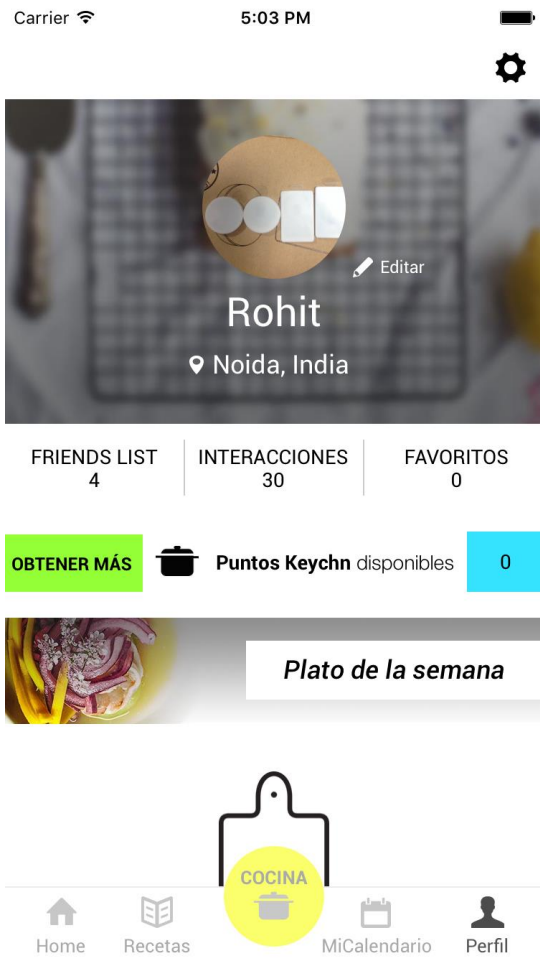 Carrier
5:03 PM
Editar
Rohit
Noida, India
FRIENDS LIST
4
INTERACCIONES
30
FAVORITOS
0
OBTENER MÁS
Puntos Keychn disponibles
0
Plato de la semana
COCINA
Home
Recetas
MiCalendario
Perfil